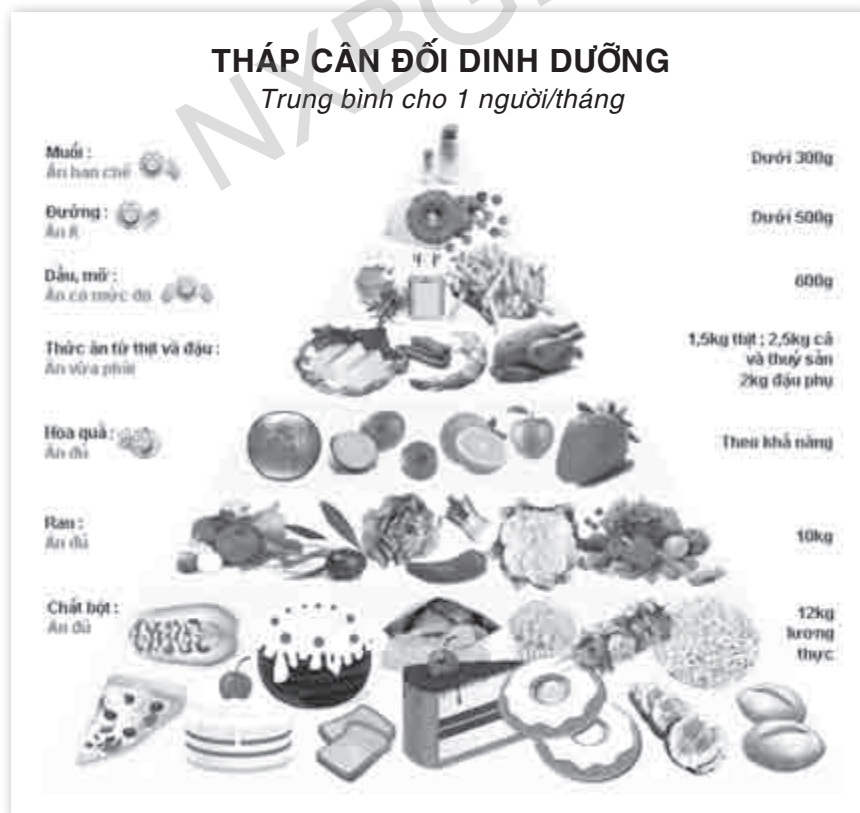 THÁP CÂN ĐỐI DINH DƯỠNG
Trung bình cho 1 người/tháng
Muối :
Ăn hạn chế
Dưới 300g
Đường :
Ăn ít
Dưới 500g
Dầu, mỡ :
Ăn có mức độ
600g
Thức ăn từ thịt và đậu :
Ăn vừa phải
1,5kg thịt ; 2,5kg cá
và thuỷ sản
2kg đậu phụ
Hoa quả :
Ăn đủ
Theo khả năng
Rau :
Ăn đủ
10kg
Chất bột :
Ăn đủ
12kg
lương
thực